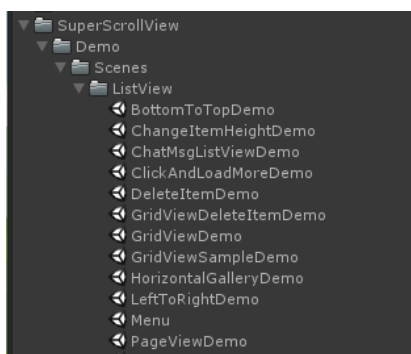 SuperScrollView
Demo
Scenes
ListView
BottomToTopDemo
ChangeItemHeightDemo
ChatMsgListViewDemo
ClickAndLoadMoreDemo
DeleteItemDemo
GridViewDeleteItemDemo
GridViewDemo
GridViewSampleDemo
HorizontalGalleryDemo
LeftToRightDemo
Menu
PageViewDemo